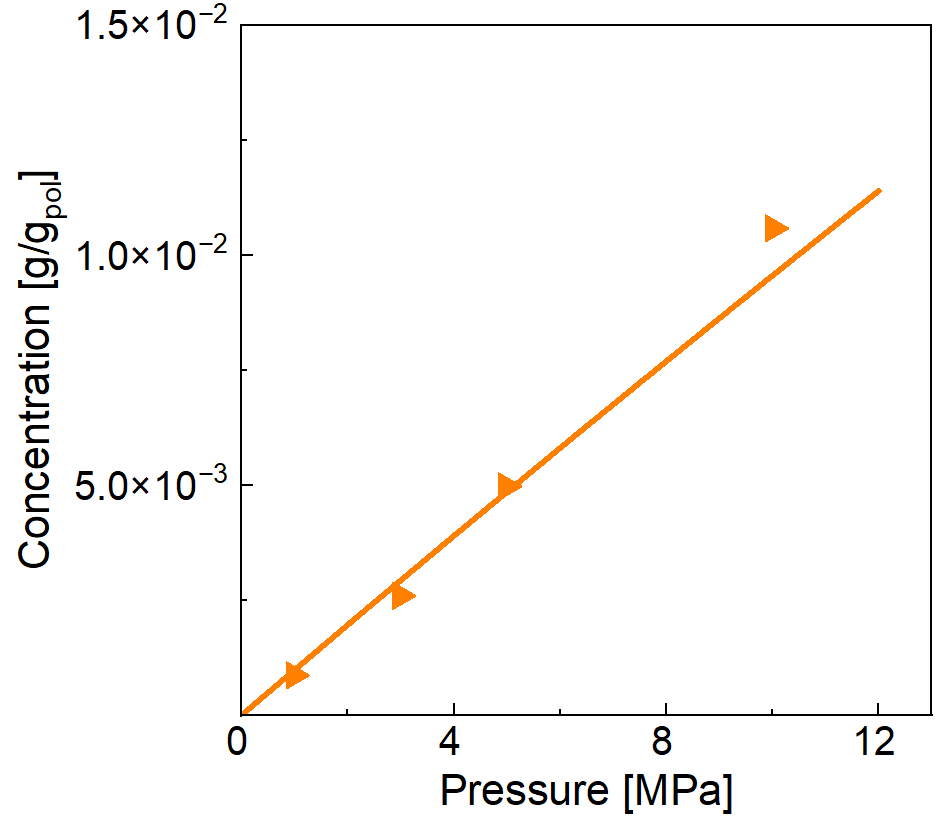 1.5×10⁻²
1.0×10⁻²
5.0×10⁻³
Concentration [g/gₚₒₗ]
0 4 8 12
Pressure [MPa]